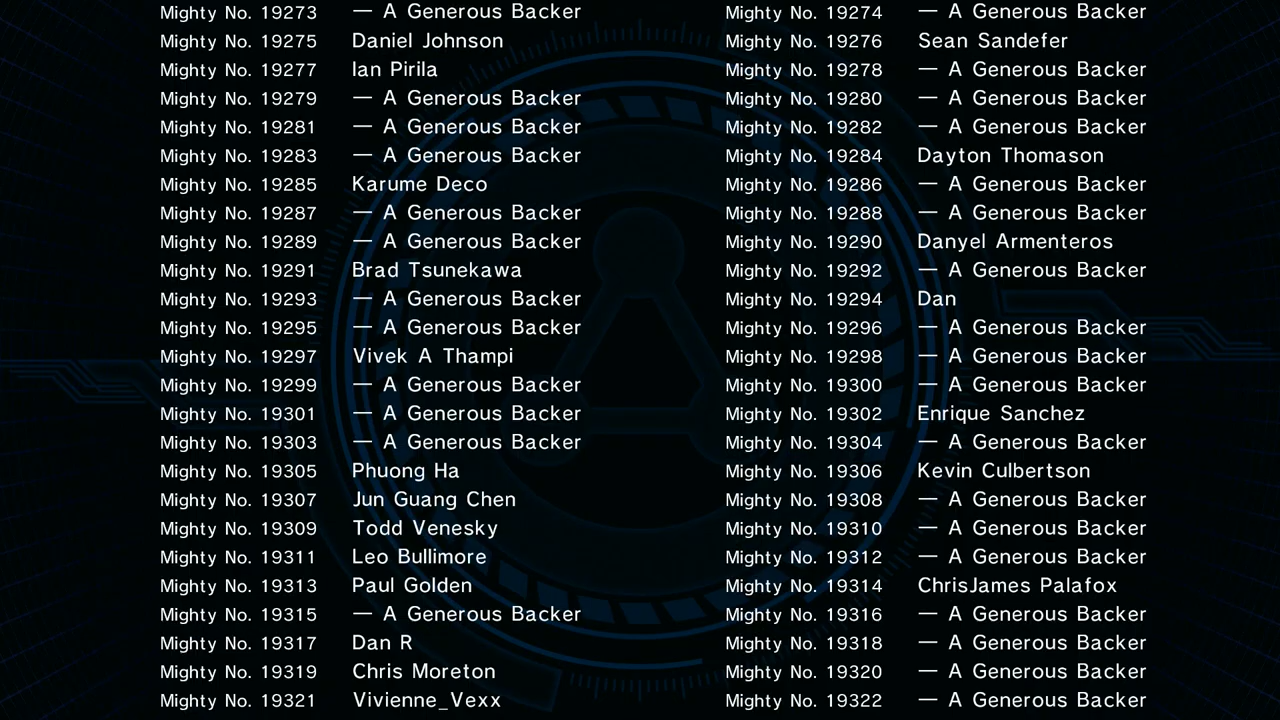 Mighty No. 19273 — A Generous Backer Mighty No. 19274 — A Generous Backer
Mighty No. 19275 Daniel Johnson Mighty No. 19276 Sean Sandefer
Mighty No. 19277 Ian Pirila Mighty No. 19278 — A Generous Backer
Mighty No. 19279 — A Generous Backer Mighty No. 19280 — A Generous Backer
Mighty No. 19281 — A Generous Backer Mighty No. 19282 — A Generous Backer
Mighty No. 19283 — A Generous Backer Mighty No. 19284 Dayton Thomason
Mighty No. 19285 Karume Deco Mighty No. 19286 — A Generous Backer
Mighty No. 19287 — A Generous Backer Mighty No. 19288 — A Generous Backer
Mighty No. 19289 — A Generous Backer Mighty No. 19290 Danyel Armenteros
Mighty No. 19291 Brad Tsunekawa Mighty No. 19292 — A Generous Backer
Mighty No. 19293 — A Generous Backer Mighty No. 19294 Dan
Mighty No. 19295 — A Generous Backer Mighty No. 19296 — A Generous Backer
Mighty No. 19297 Vivek A Thampi Mighty No. 19298 — A Generous Backer
Mighty No. 19299 — A Generous Backer Mighty No. 19300 — A Generous Backer
Mighty No. 19301 — A Generous Backer Mighty No. 19302 Enrique Sanchez
Mighty No. 19303 — A Generous Backer Mighty No. 19304 — A Generous Backer
Mighty No. 19305 Phuong Ha Mighty No. 19306 Kevin Culbertson
Mighty No. 19307 Jun Guang Chen Mighty No. 19308 — A Generous Backer
Mighty No. 19309 Todd Venesky Mighty No. 19310 — A Generous Backer
Mighty No. 19311 Leo Bullimore Mighty No. 19312 — A Generous Backer
Mighty No. 19313 Paul Golden Mighty No. 19314 ChrisJames Palafox
Mighty No. 19315 — A Generous Backer Mighty No. 19316 — A Generous Backer
Mighty No. 19317 Dan R Mighty No. 19318 — A Generous Backer
Mighty No. 19319 Chris Moreton Mighty No. 19320 — A Generous Backer
Mighty No. 19321 Vivienne_Vexx Mighty No. 19322 — A Generous Backer